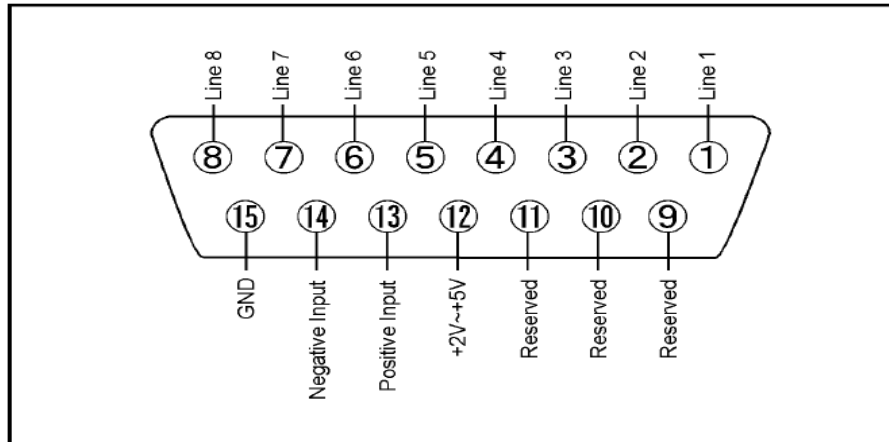 Line 8
Line 7
Line 6
Line 5
Line 4
Line 3
Line 2
Line 1
8
7
6
5
4
3
2
1
15
14
13
12
11
10
9
GND
Negative Input
Positive Input
+2V~+5V
Reserved
Reserved
Reserved